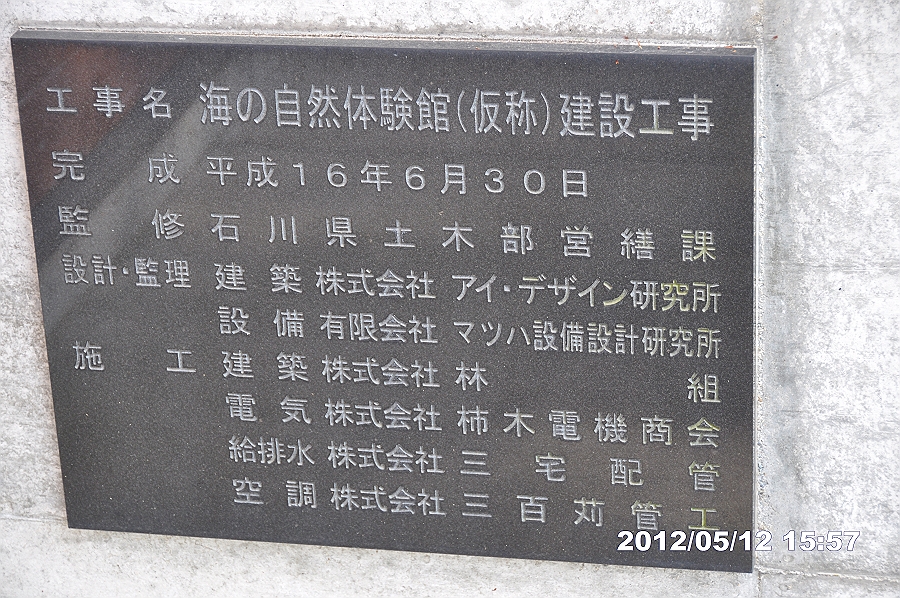 工事名 海の自然体験館(仮称)建設工事
完成 平成16年6月30日
監修 石川県土木部営繕課
設計・監理 建築 株式会社 アイ・デザイン研究所
設備 有限会社 マツハ設備設計研究所
施工 建築 株式会社 林組
電気 株式会社 柿木電機商会
給排水 株式会社 三宅配管
空調 株式会社 三百苅管工
2012/05/12 15:57